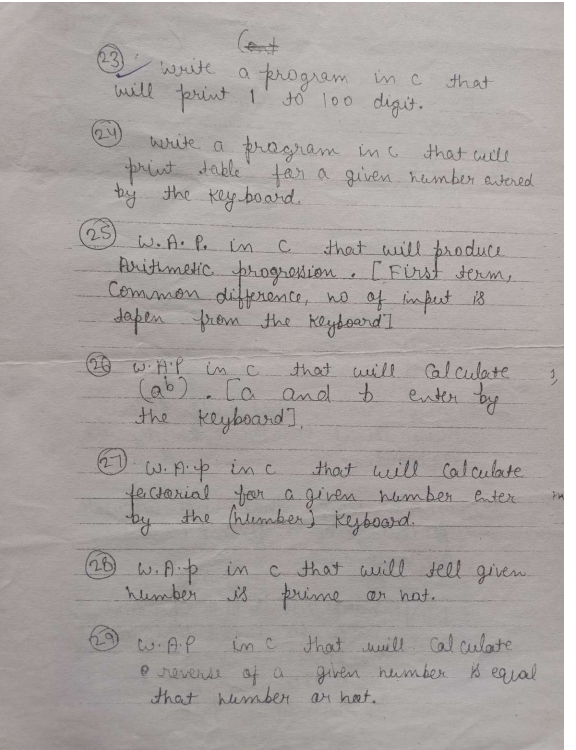 23 write a program in c that
will print 1 to 100 digit.
24 write a program in c that will
print table for a given number entered
by the keyboard.
25 W.A.P. in C that will produce
Arithmetic progression. [First term,
Common difference, no of input is
tapen from the keyboard]
26 W.A.P in c that will Calculate
(a^b). [a and b enter by
the keyboard].
27 W.A.p in c that will Calculate
fectorial for a given number enter
by the (number) keyboard.
28 W.A.p in c that will tell given
number is prime or not.
29 W.A.P in c that will Calculate
reverse of a given number is equal
that number or not.